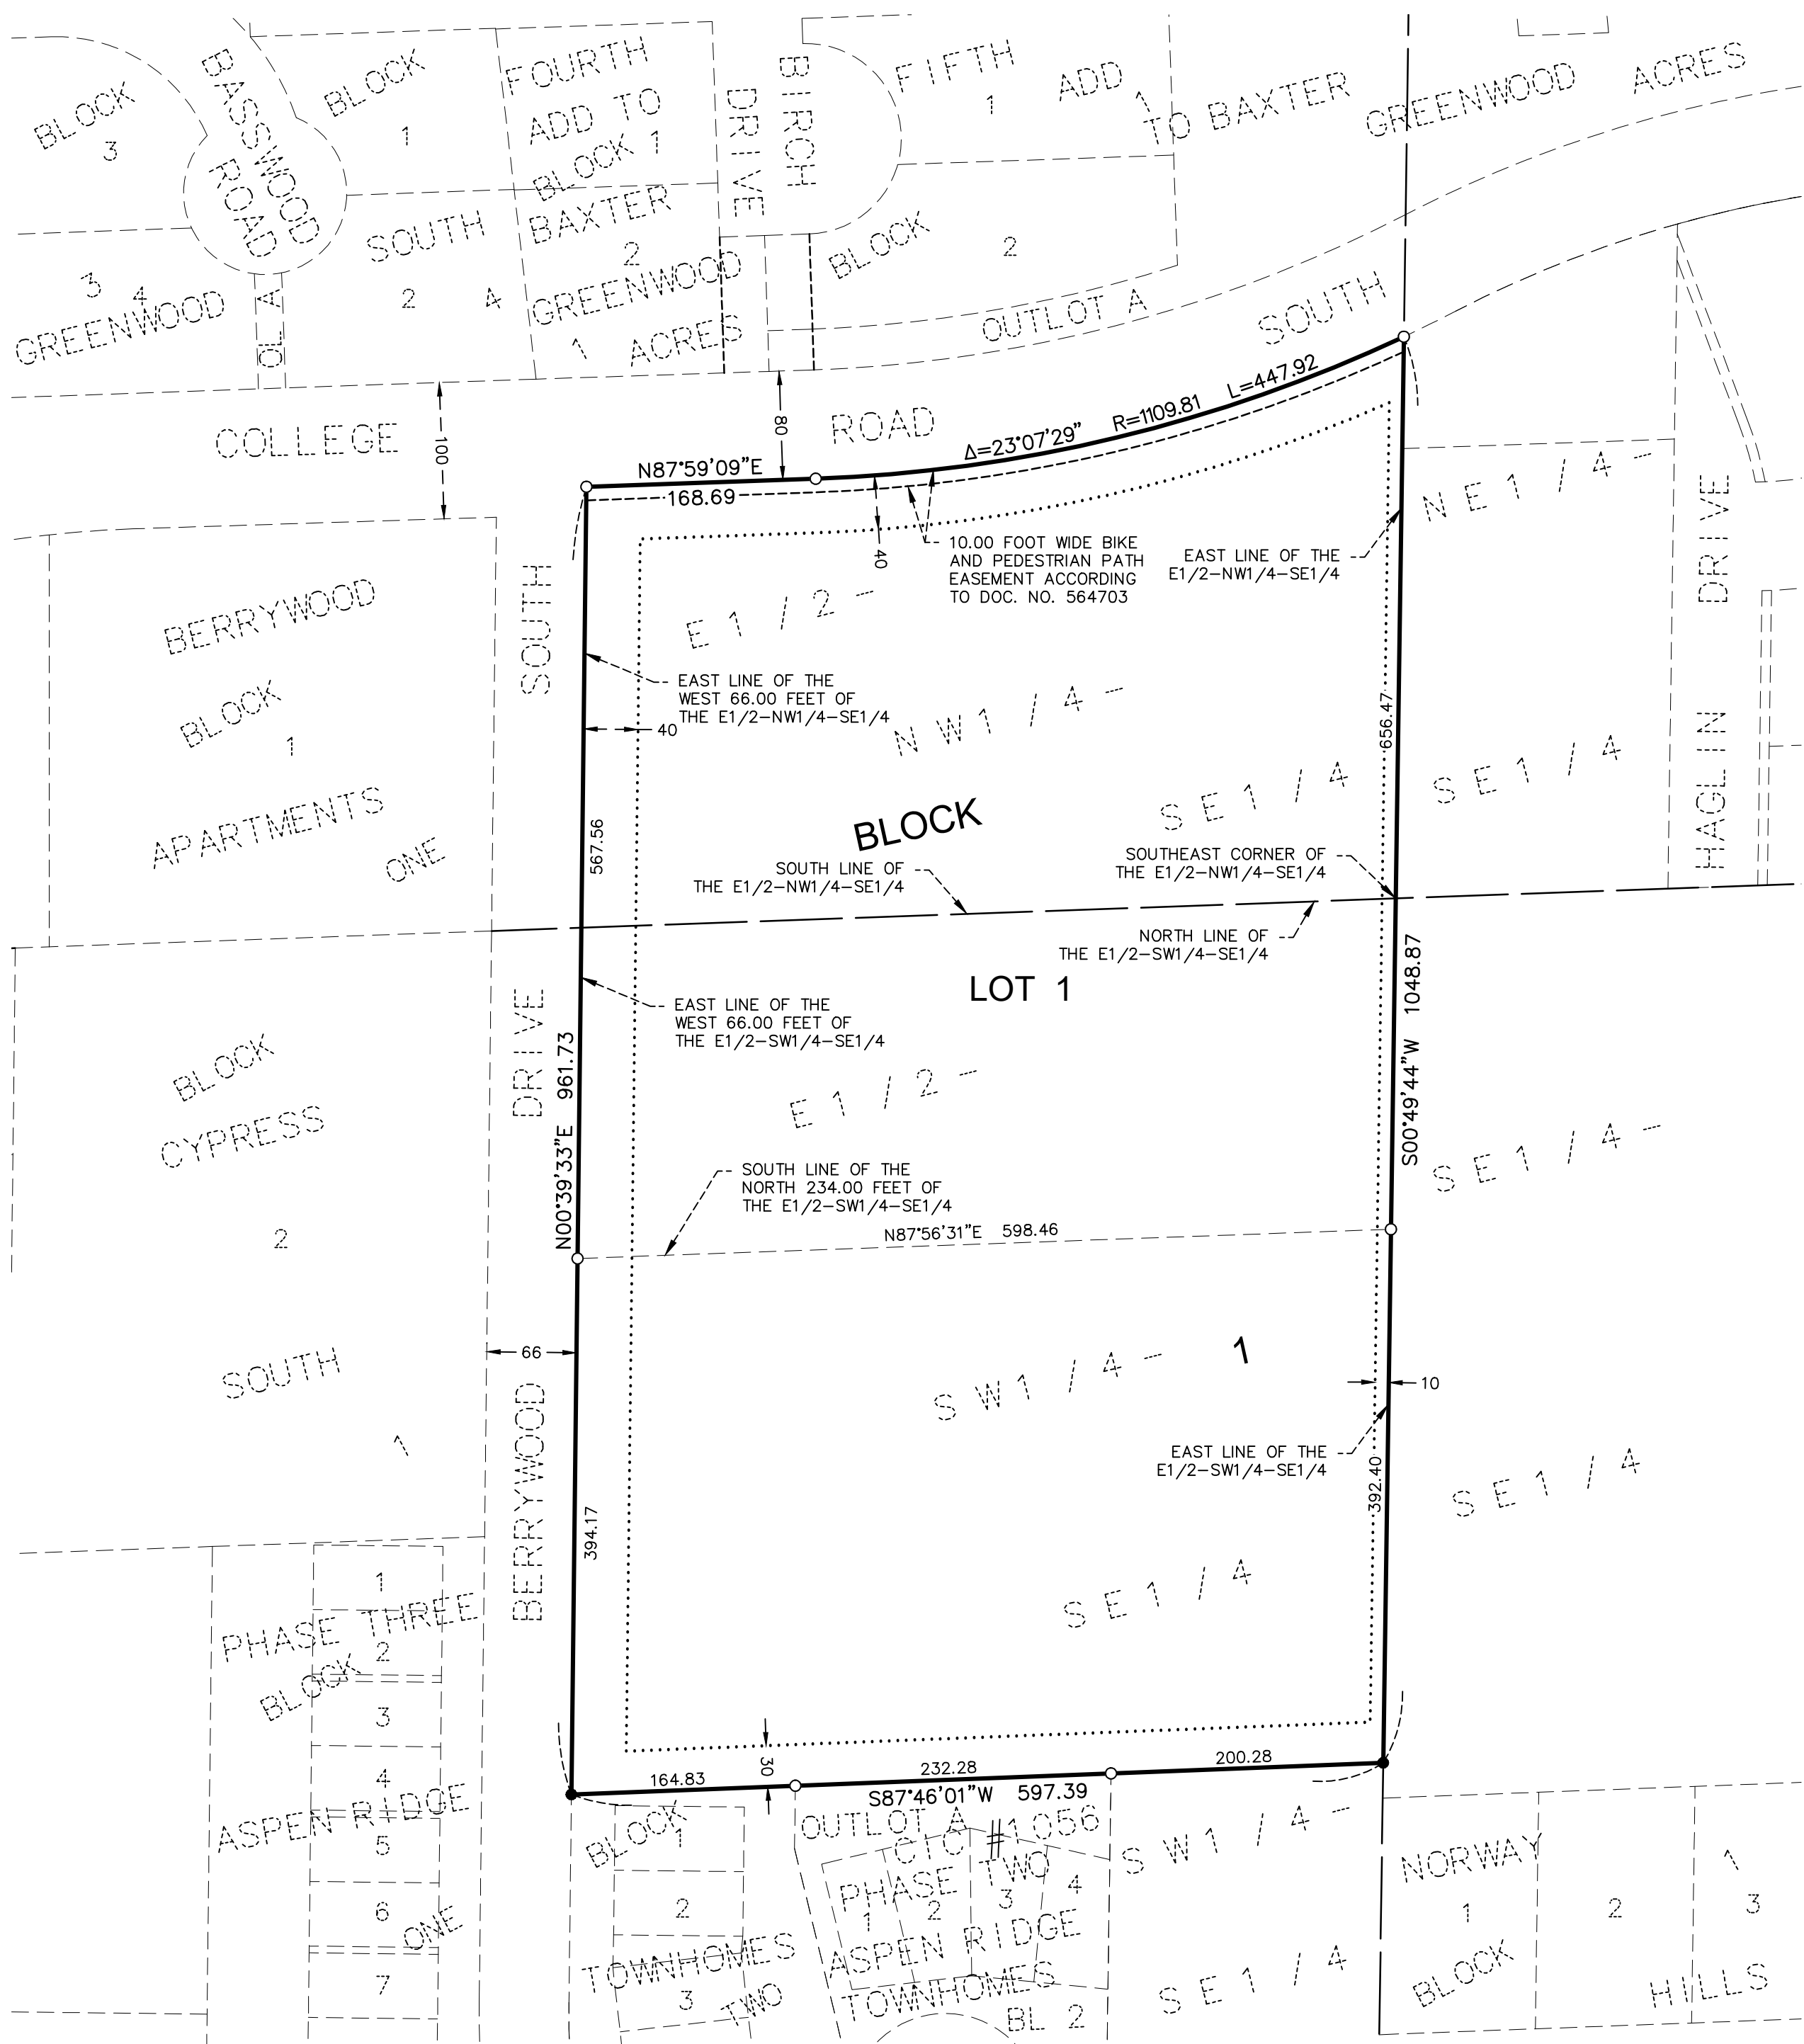 BLOCK
3
BASSWOOD
ROAD
BLOCK
1
FOURTH
ADD TO
BLOCK 1
BAXTER
2
GREENWOOD
1 ACRES
BIRCH
DRIVE
FIFTH ADD TO BAXTER GREENWOOD ACRES
1
1
BLOCK
2
3
4
GREENWOOD
OL A
SOUTH
2
4
OUTLOT A
SOUTH
COLLEGE ROAD
100
80
N87°59'09"E
168.69
Δ=23°07'29" R=1109.81 L=447.92
40
10.00 FOOT WIDE BIKE
AND PEDESTRIAN PATH
EASEMENT ACCORDING
TO DOC. NO. 564703
EAST LINE OF THE
E1/2-NW1/4-SE1/4
NE1/4-
SE1/4
HAGLIN DRIVE
BERRYWOOD
BLOCK
1
APARTMENTS
ONE
SOUTH
E1/2-
EAST LINE OF THE
WEST 66.00 FEET OF
THE E1/2-NW1/4-SE1/4
40
NW1/4-
SE1/4
656.47
567.56
BLOCK
SOUTH LINE OF
THE E1/2-NW1/4-SE1/4
SOUTHEAST CORNER OF
THE E1/2-NW1/4-SE1/4
NORTH LINE OF
THE E1/2-SW1/4-SE1/4
LOT 1
DRIVE
EAST LINE OF THE
WEST 66.00 FEET OF
THE E1/2-SW1/4-SE1/4
N00°39'33"E 961.73
S00°49'44"W 1048.87
BLOCK
CYPRESS
2
SOUTH
1
E1/2-
SOUTH LINE OF THE
NORTH 234.00 FEET OF
THE E1/2-SW1/4-SE1/4
N87°56'31"E 598.46
SE1/4-
SE1/4
66
BERRYWOOD
SW1/4-
1
10
EAST LINE OF THE
E1/2-SW1/4-SE1/4
392.40
394.17
SE1/4
PHASE THREE
BLOCK
ASPEN RIDGE
ONE
1
2
3
4
5
6
7
30
164.83
232.28
200.28
S87°46'01"W 597.39
BLOCK
1
2
3
TOWNHOMES
TWO
OUTLOT A
CIC #1056
PHASE TWO
1
2
3
4
ASPEN RIDGE
TOWNHOMES
BL 2
SW1/4-
SE1/4
NORWAY
1
2
1
3
BLOCK
HILLS